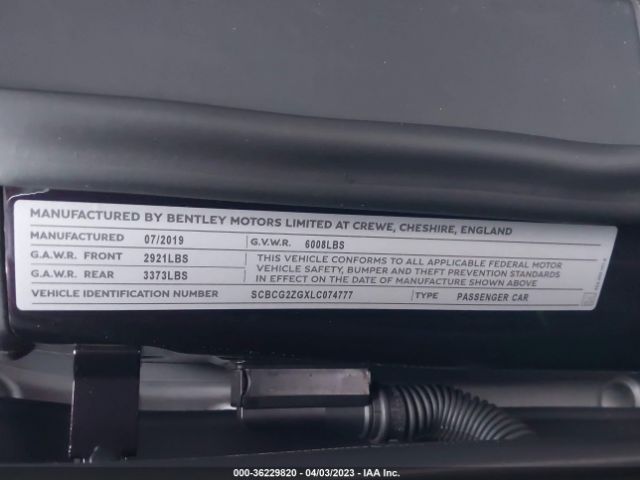 MANUFACTURED BY BENTLEY MOTORS LIMITED AT CREWE, CHESHIRE, ENGLAND
MANUFACTURED 07/2019 G.V.W.R. 6008LBS
G.A.W.R. FRONT 2921LBS
G.A.W.R. REAR 3373LBS
THIS VEHICLE CONFORMS TO ALL APPLICABLE FEDERAL MOTOR
VEHICLE SAFETY, BUMPER AND THEFT PREVENTION STANDARDS
IN EFFECT ON THE DATE OF MANUFACTURE SHOWN ABOVE
VEHICLE IDENTIFICATION NUMBER SCBCG2ZGXLC074777 TYPE PASSENGER CAR
000-36229820 - 04/03/2023 - IAA Inc.